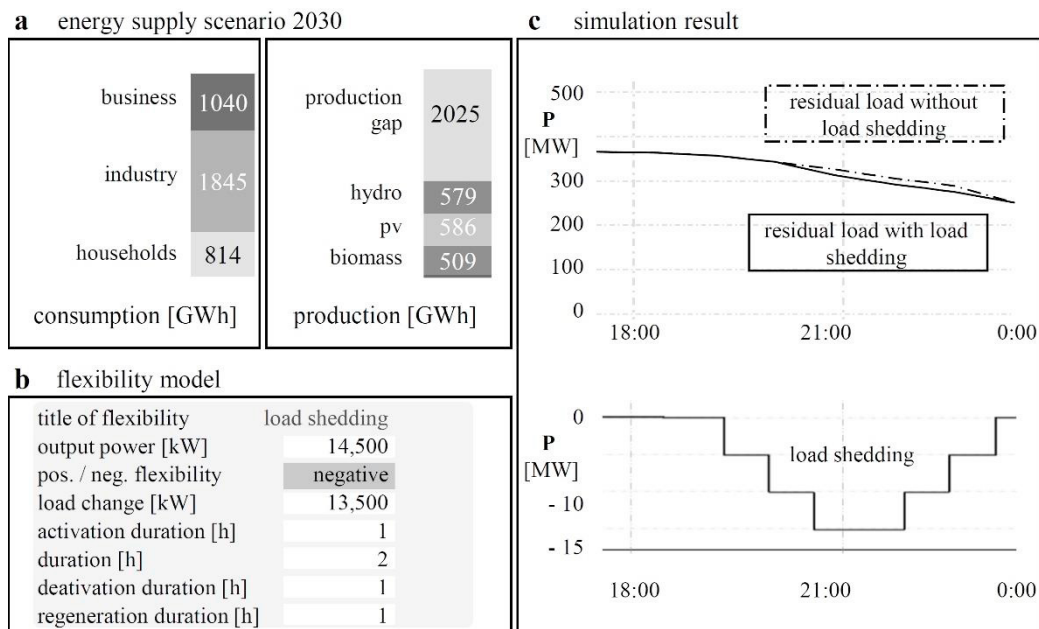 a energy supply scenario 2030
business 1040
industry 1845
households 814
consumption [GWh]
production
gap
2025
hydro 579
pv 586
biomass 509
production [GWh]
b flexibility model
title of flexibility load shedding
output power [kW] 14,500
pos. / neg. flexibility negative
load change [kW] 13,500
activation duration [h] 1
duration [h] 2
deativation duration [h] 1
regeneration duration [h] 1
c simulation result
500
P
[MW]
300
200
100
0
residual load without
load shedding
residual load with load
shedding
18:00 21:00 0:00
0
P
[MW]
- 10
- 15
load shedding
18:00 21:00 0:00